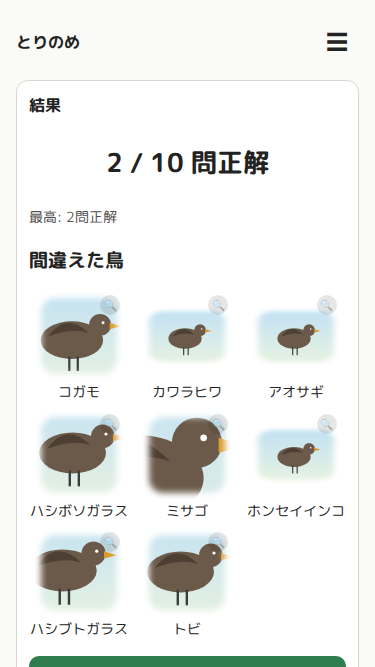 とりのめ
結果
2 / 10 問正解
最高: 2問正解
間違えた鳥
コガモ
カワラヒワ
アオサギ
ハシボソガラス
ミサゴ
ホンセイインコ
ハシブトガラス
トビ